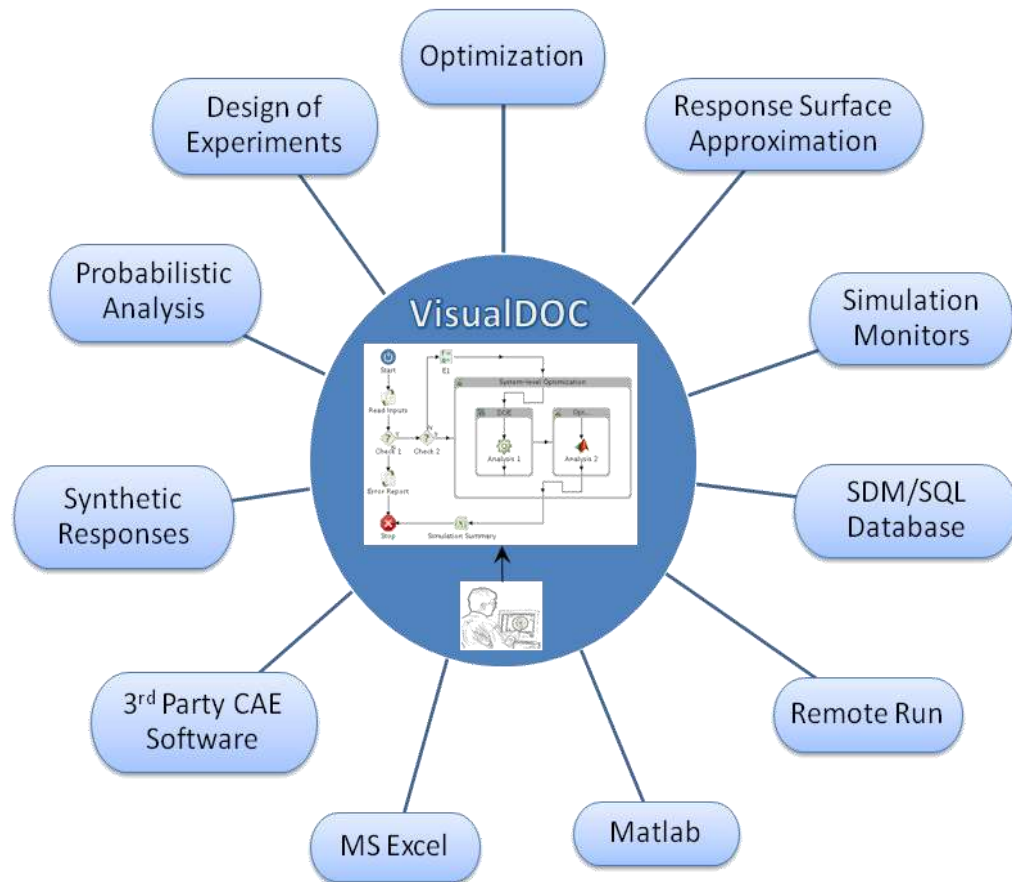 Optimization
Design of
Experiments
Response Surface
Approximation
Probabilistic
Analysis
Simulation
Monitors
VisualDOC
Start
E1
System-level Optimization
Read Inputs
DOE
Opt...
Check 1
Check 2
Analysis 1
Analysis 2
Error Report
Stop
Simulation Summary
Synthetic
Responses
SDM/SQL
Database
3rd Party CAE
Software
Remote Run
MS Excel
Matlab